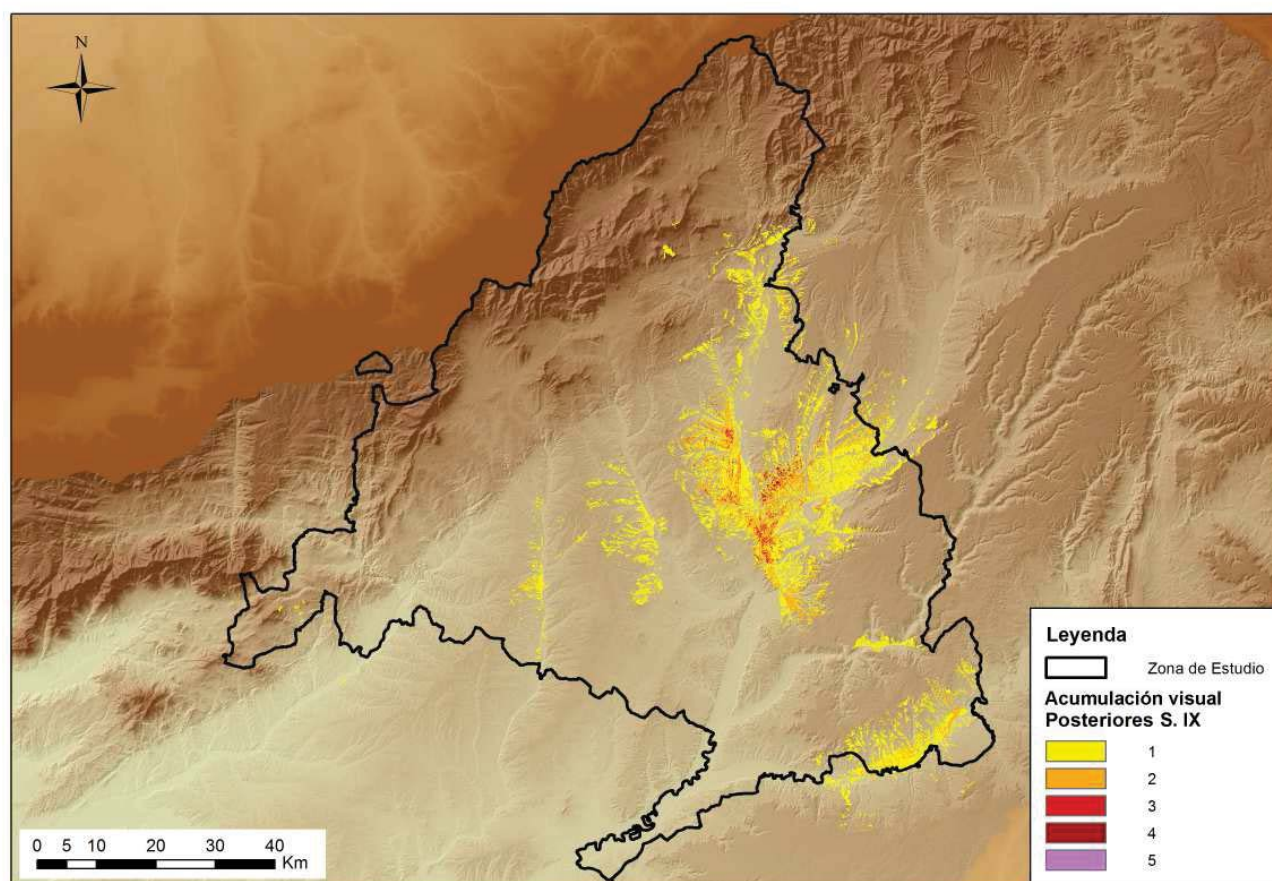 N
Leyenda
Zona de Estudio
Acumulación visual
Posteriores S. IX
1
2
3
4
5
0 5 10 20 30 40
Km